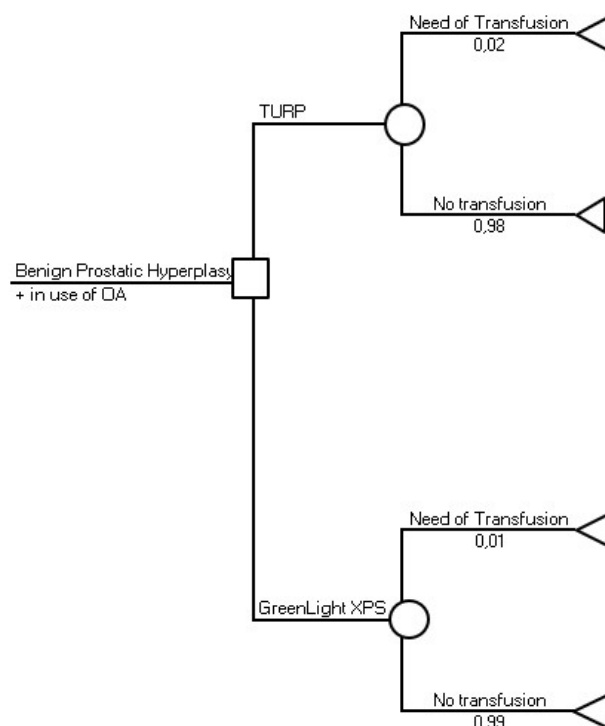 Need of Transfusion
0,02
TURP
No transfusion
0,98
Benign Prostatic Hyperplasy
+ in use of OA
Need of Transfusion
0,01
GreenLight XPS
No transfusion
0,99